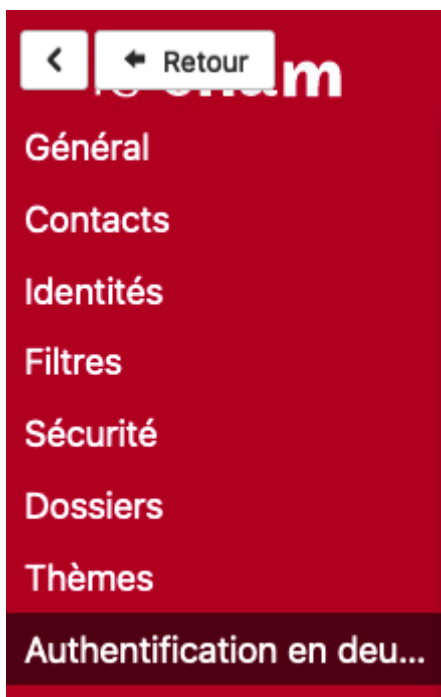 Retour
Général
Contacts
Identités
Filtres
Sécurité
Dossiers
Thèmes
Authentification en deu...